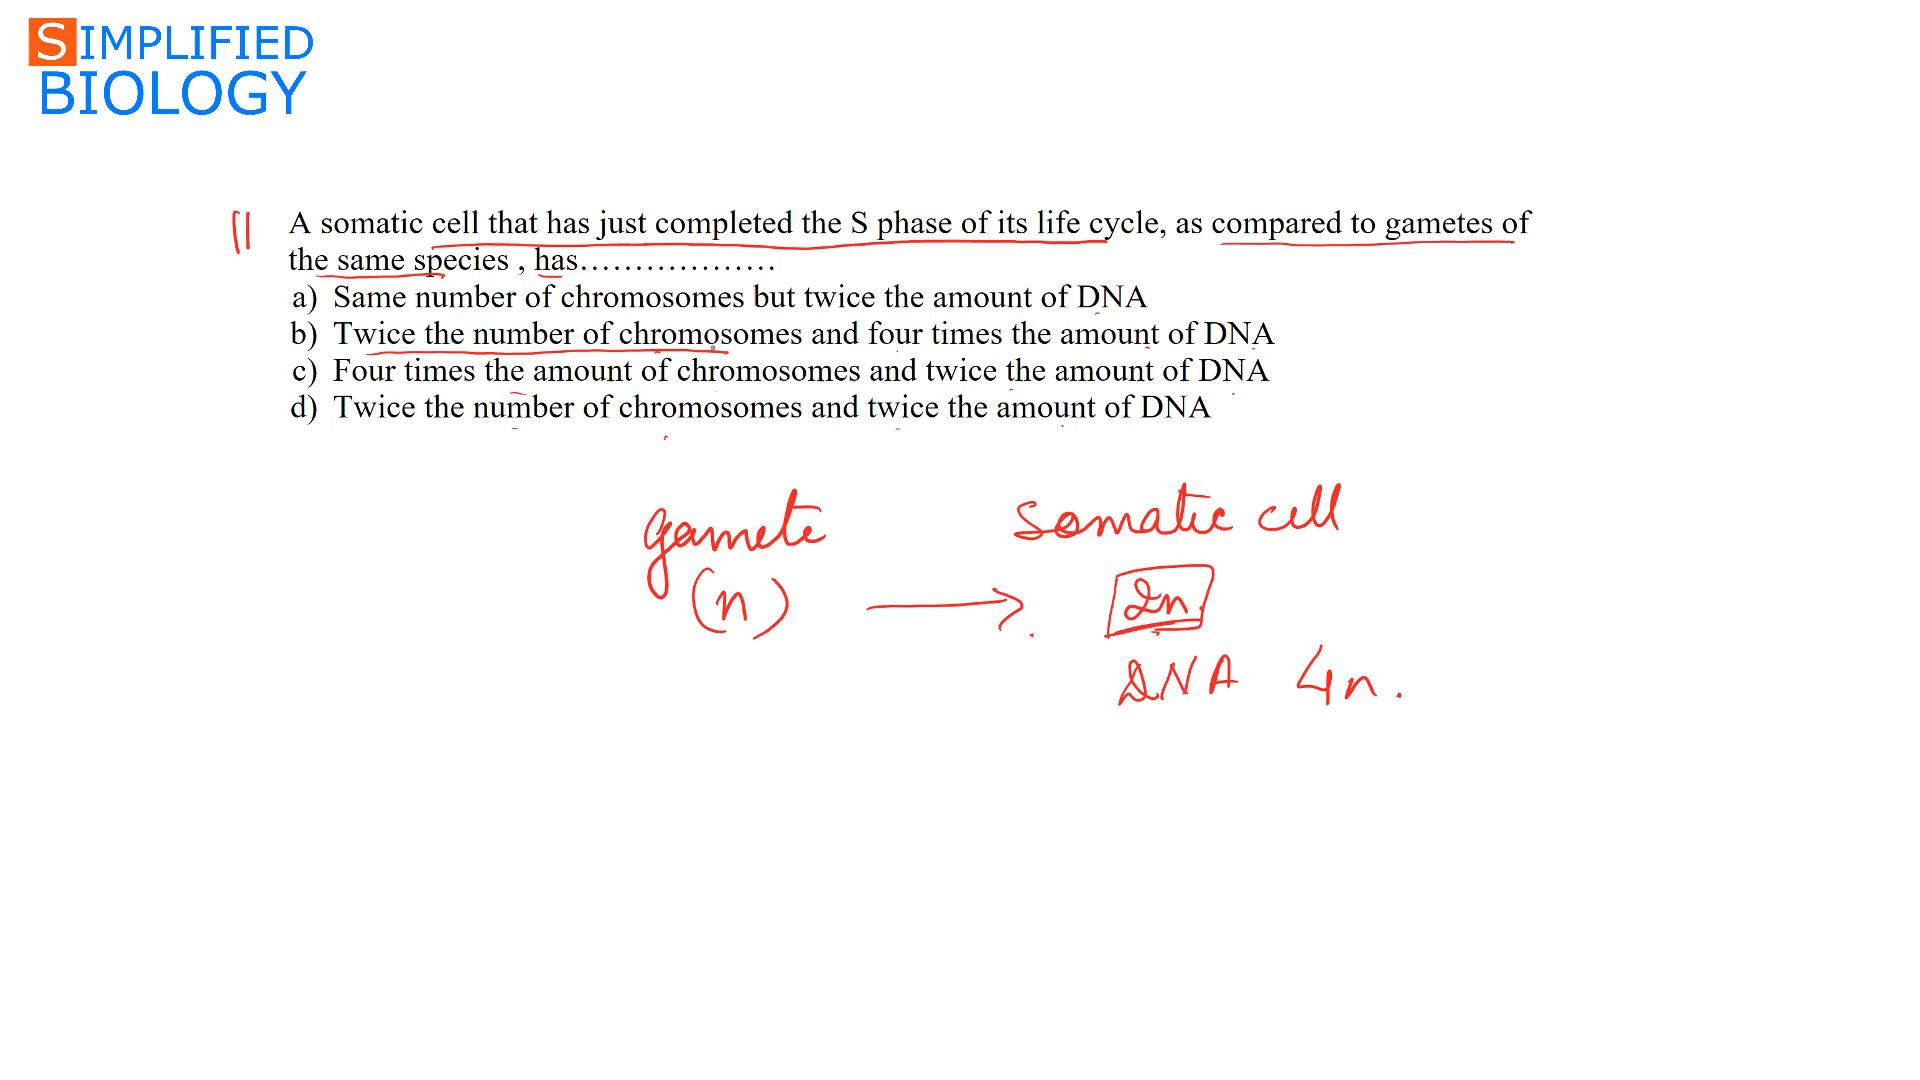 SIMPLIFIED
BIOLOGY
11 A somatic cell that has just completed the S phase of its life cycle, as compared to gametes of
the same species , has………………
a) Same number of chromosomes but twice the amount of DNA
b) Twice the number of chromosomes and four times the amount of DNA
c) Four times the amount of chromosomes and twice the amount of DNA
d) Twice the number of chromosomes and twice the amount of DNA
gamete somatic cell
(n) → 2n.
DNA 4n.